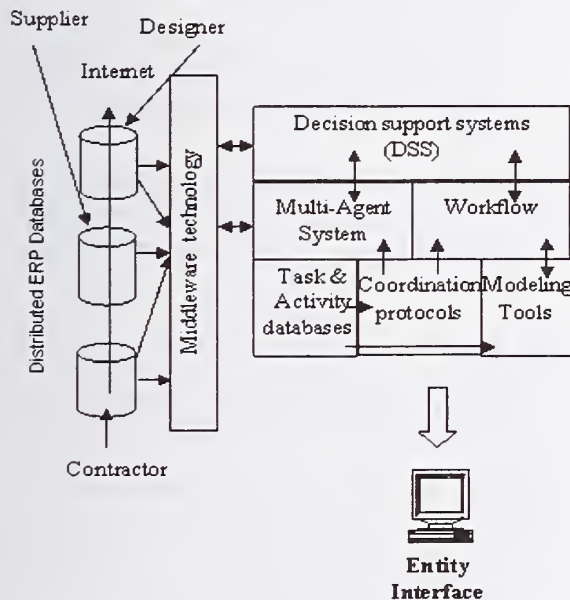 Supplier
Designer
Internet
Distributed ERP Databases
Middleware technology
Contractor
Decision support systems
(DSS)
Multi-Agent
System
Workflow
Task &
Activity
databases
Coordination
protocols
Modeling
Tools
Entity
Interface